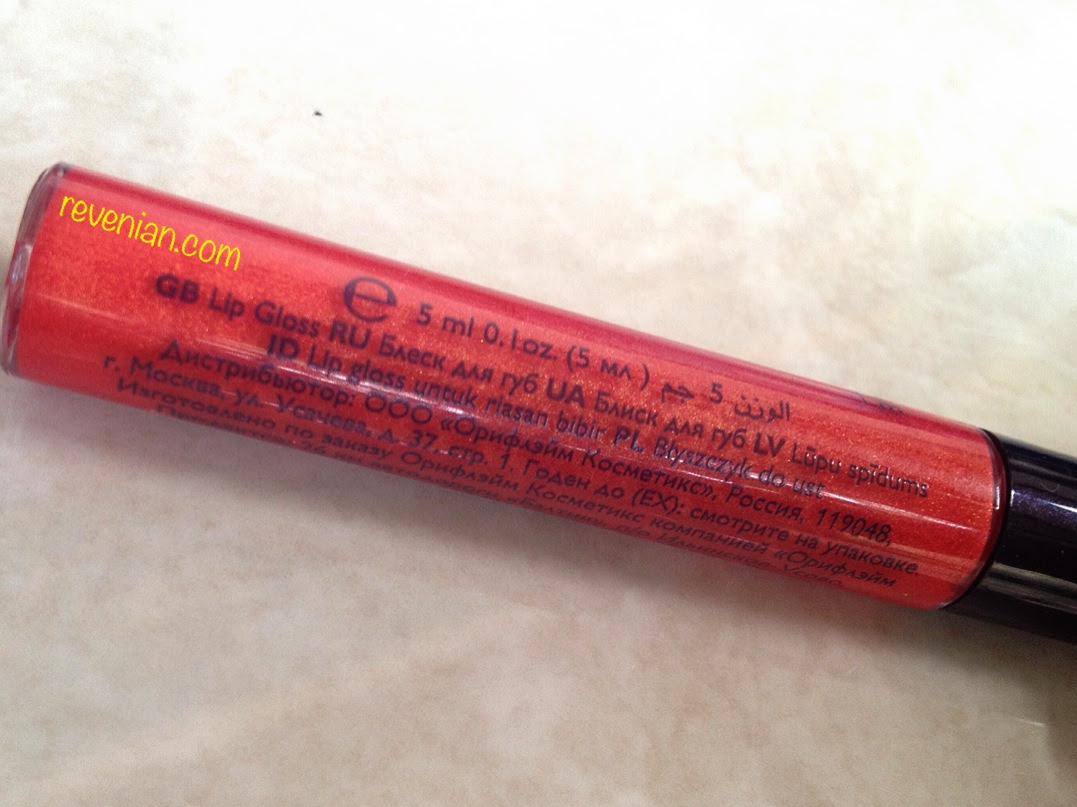 revenian.com
e 5 ml 0.1oz. (5 мл ) الوزن 5 جم
GB Lip Gloss RU Блеск для губ UA Блиск для губ LV Lūpu spīdums
ID Lip gloss untuk riasan bibir PL Błyszczyk do ust
Дистрибьютор: ООО «Орифлэйм Косметикс», Россия, 119048,
г. Москва, ул. Усачева, д. 37, стр. 1. Годен до (EX): смотрите на упаковке.
Изготовлено по заказу Орифлэйм Косметикс компанией «Орифлэйм